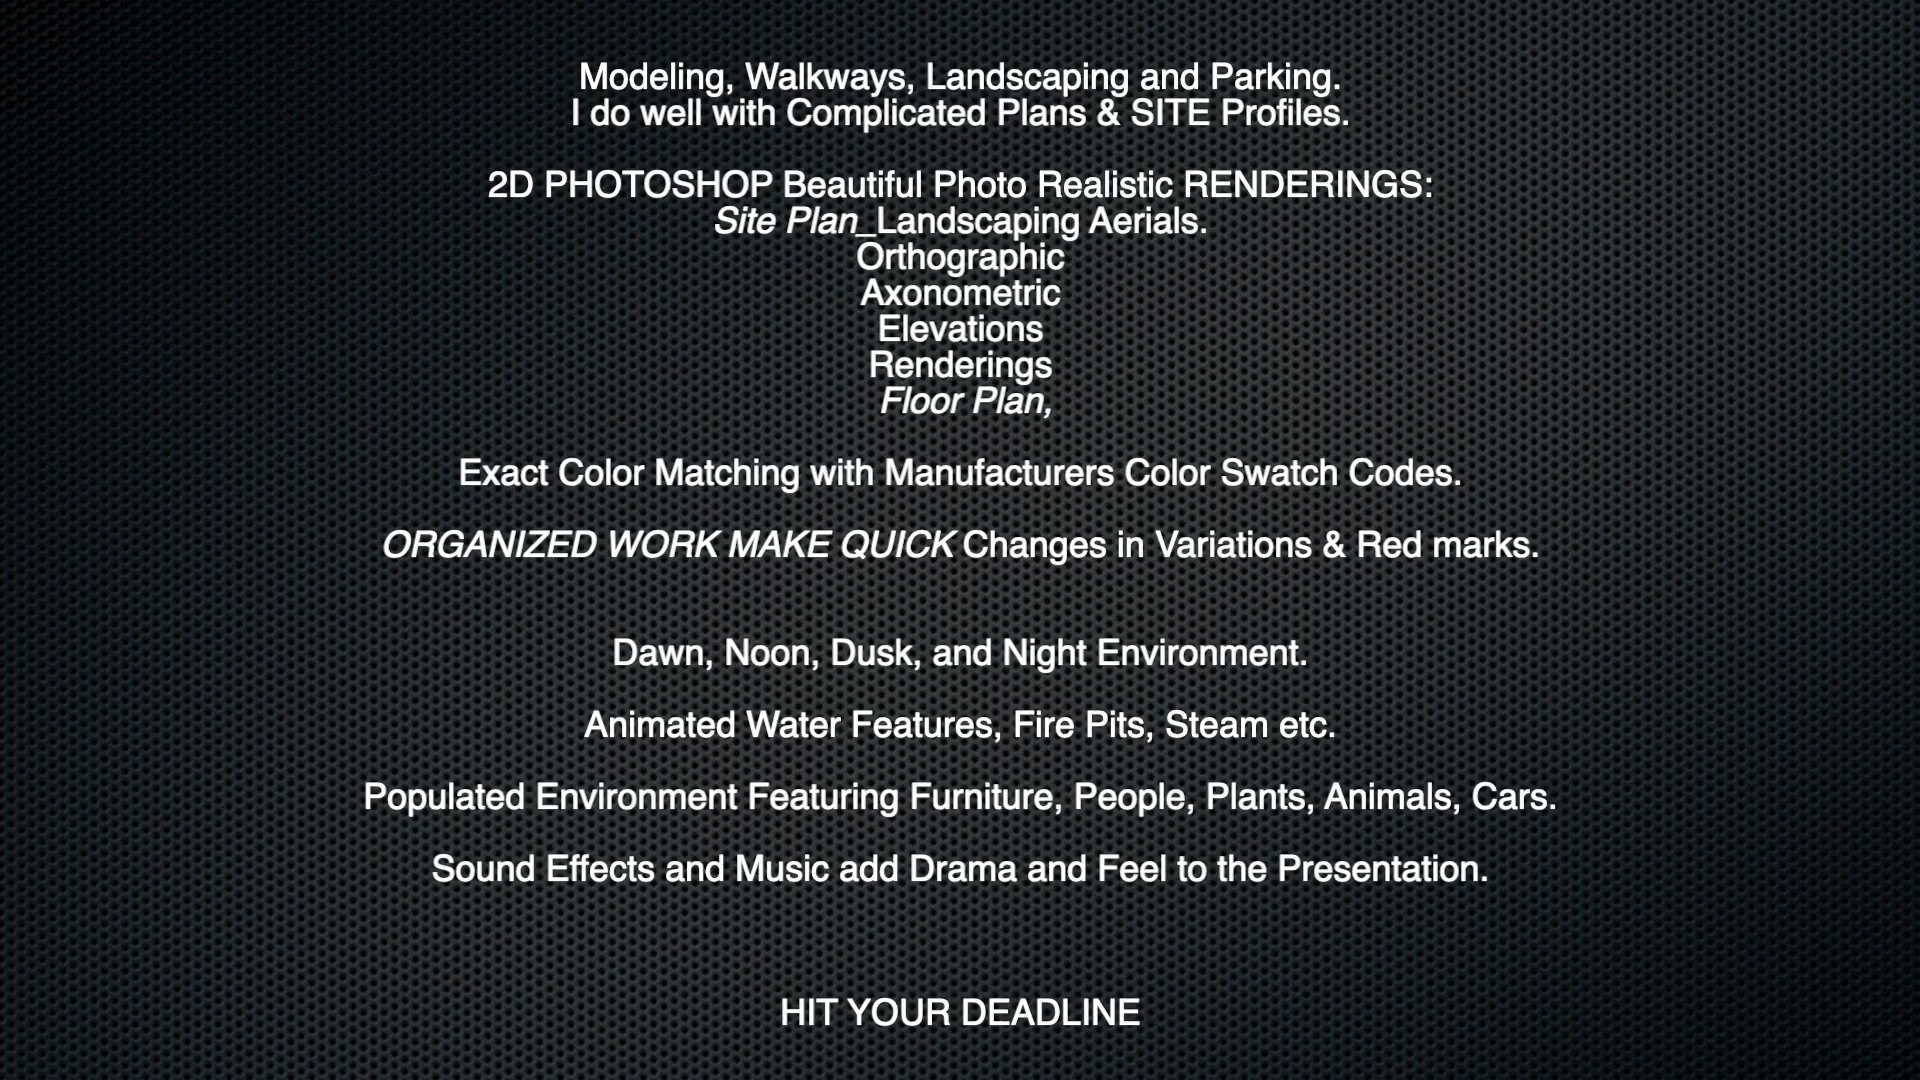 Modeling, Walkways, Landscaping and Parking.
I do well with Complicated Plans & SITE Profiles.
2D PHOTOSHOP Beautiful Photo Realistic RENDERINGS:
Site Plan_Landscaping Aerials.
Orthographic
Axonometric
Elevations
Renderings
Floor Plan,
Exact Color Matching with Manufacturers Color Swatch Codes.
ORGANIZED WORK MAKE QUICK Changes in Variations & Red marks.
Dawn, Noon, Dusk, and Night Environment.
Animated Water Features, Fire Pits, Steam etc.
Populated Environment Featuring Furniture, People, Plants, Animals, Cars.
Sound Effects and Music add Drama and Feel to the Presentation.
HIT YOUR DEADLINE